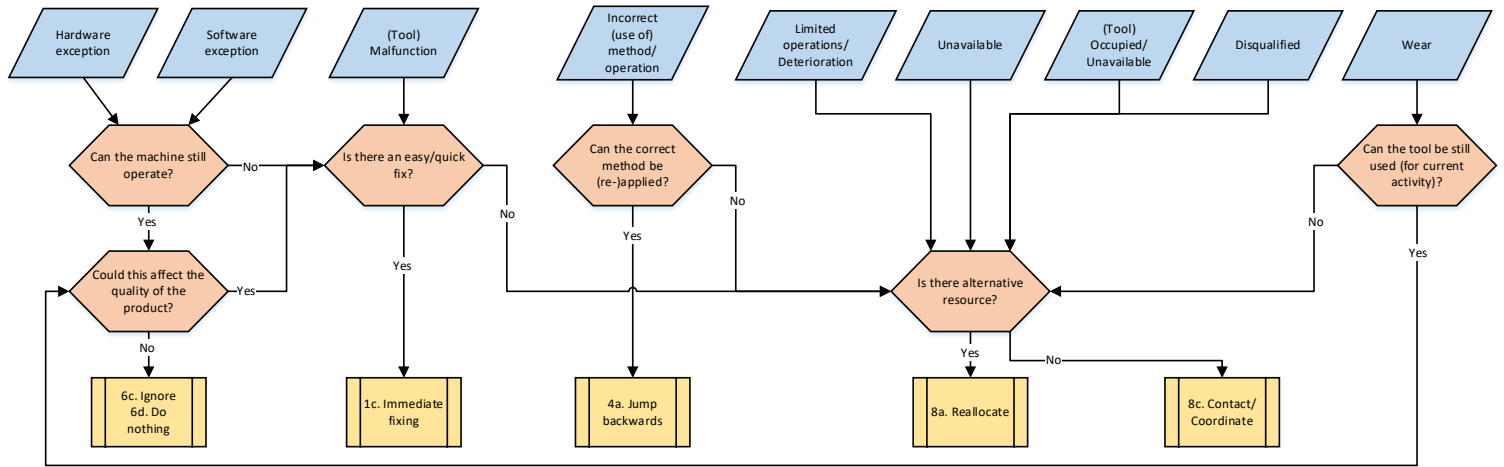 Hardware
exception
Software
exception
(Tool)
Malfunction
Incorrect
(use of)
method/
operation
Limited
operations/
Deterioration
Unavailable
(Tool)
Occupied/
Unavailable
Disqualified
Wear
Can the machine still
operate?
No
Is there an easy/quick
fix?
Can the correct
method be
(re-)applied?
Can the tool be still
used (for current
activity)?
Yes
No
No
Yes
No
Yes
Could this affect the
quality of the
product?
Yes
Yes
Is there alternative
resource?
No
Yes
No
6c. Ignore
6d. Do
nothing
1c. Immediate
fixing
4a. Jump
backwards
8a. Reallocate
8c. Contact/
Coordinate